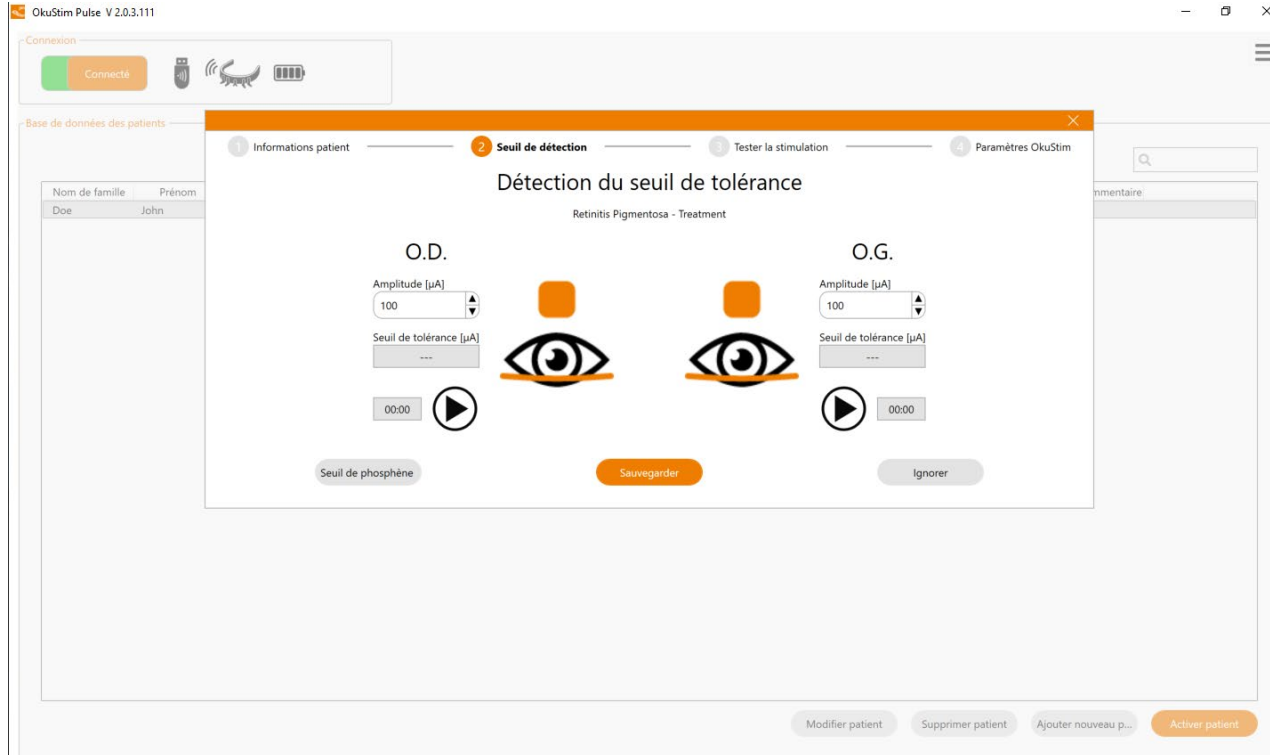 OkuStim Pulse V 2.0.3.111
Connexion
Connecté
Base de données des patients
1 Informations patient
2 Seuil de détection
3 Tester la stimulation
4 Paramètres OkuStim
Nom de famille Prénom
mmentaire
Doe John
Détection du seuil de tolérance
Retinitis Pigmentosa - Treatment
O.D. O.G.
Amplitude [µA] Amplitude [µA]
100 100
Seuil de tolérance [µA] Seuil de tolérance [µA]
--- ---
00:00 00:00
Seuil de phosphène Sauvegarder Ignorer
Modifier patient Supprimer patient Ajouter nouveau p... Activer patient